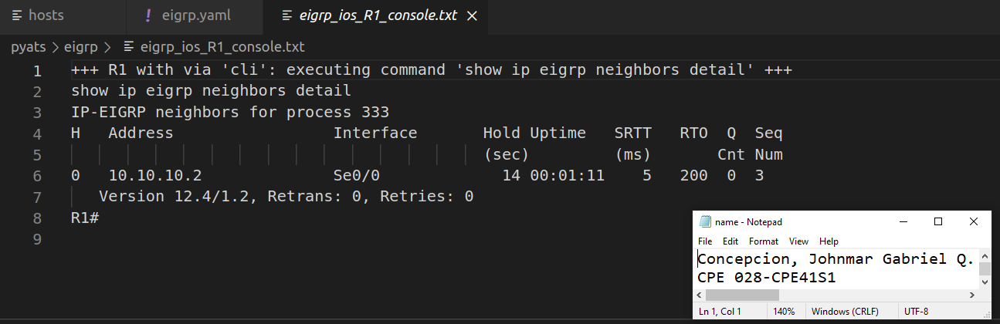 hosts ! eigrp.yaml eigrp_ios_R1_console.txt
pyats > eigrp > eigrp_ios_R1_console.txt
1 +++ R1 with via 'cli': executing command 'show ip eigrp neighbors detail' +++
2 show ip eigrp neighbors detail
3 IP-EIGRP neighbors for process 333
4 H Address Interface Hold Uptime SRTT RTO Q Seq
5 (sec) (ms) Cnt Num
6 0 10.10.10.2 Se0/0 14 00:01:11 5 200 0 3
7 Version 12.4/1.2, Retrans: 0, Retries: 0
8 R1#
9
name - Notepad
File Edit Format View Help
Concepcion, Johnmar Gabriel Q.
CPE 028-CPE41S1
Ln 1, Col 1 140% Windows (CRLF) UTF-8